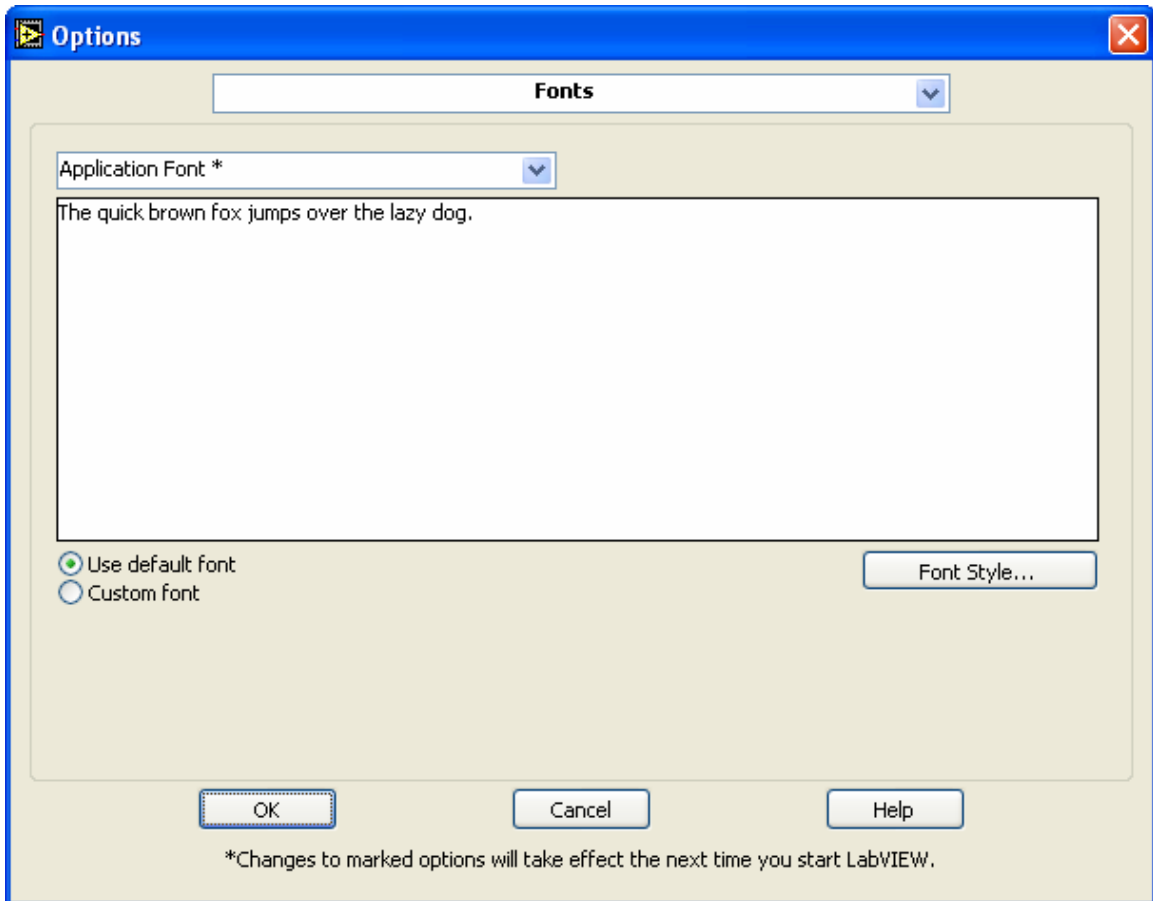 Options
Fonts
Application Font *
The quick brown fox jumps over the lazy dog.
Use default font
Font Style...
Custom font
OK Cancel Help
*Changes to marked options will take effect the next time you start LabVIEW.